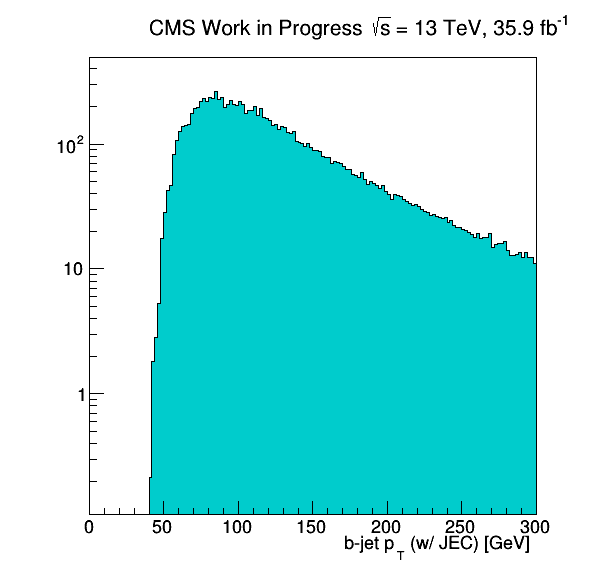 CMS Work in Progress √s = 13 TeV, 35.9 fb⁻¹
10²
10
1
0 50 100 150 200 250 300
b-jet p_T (w/ JEC) [GeV]